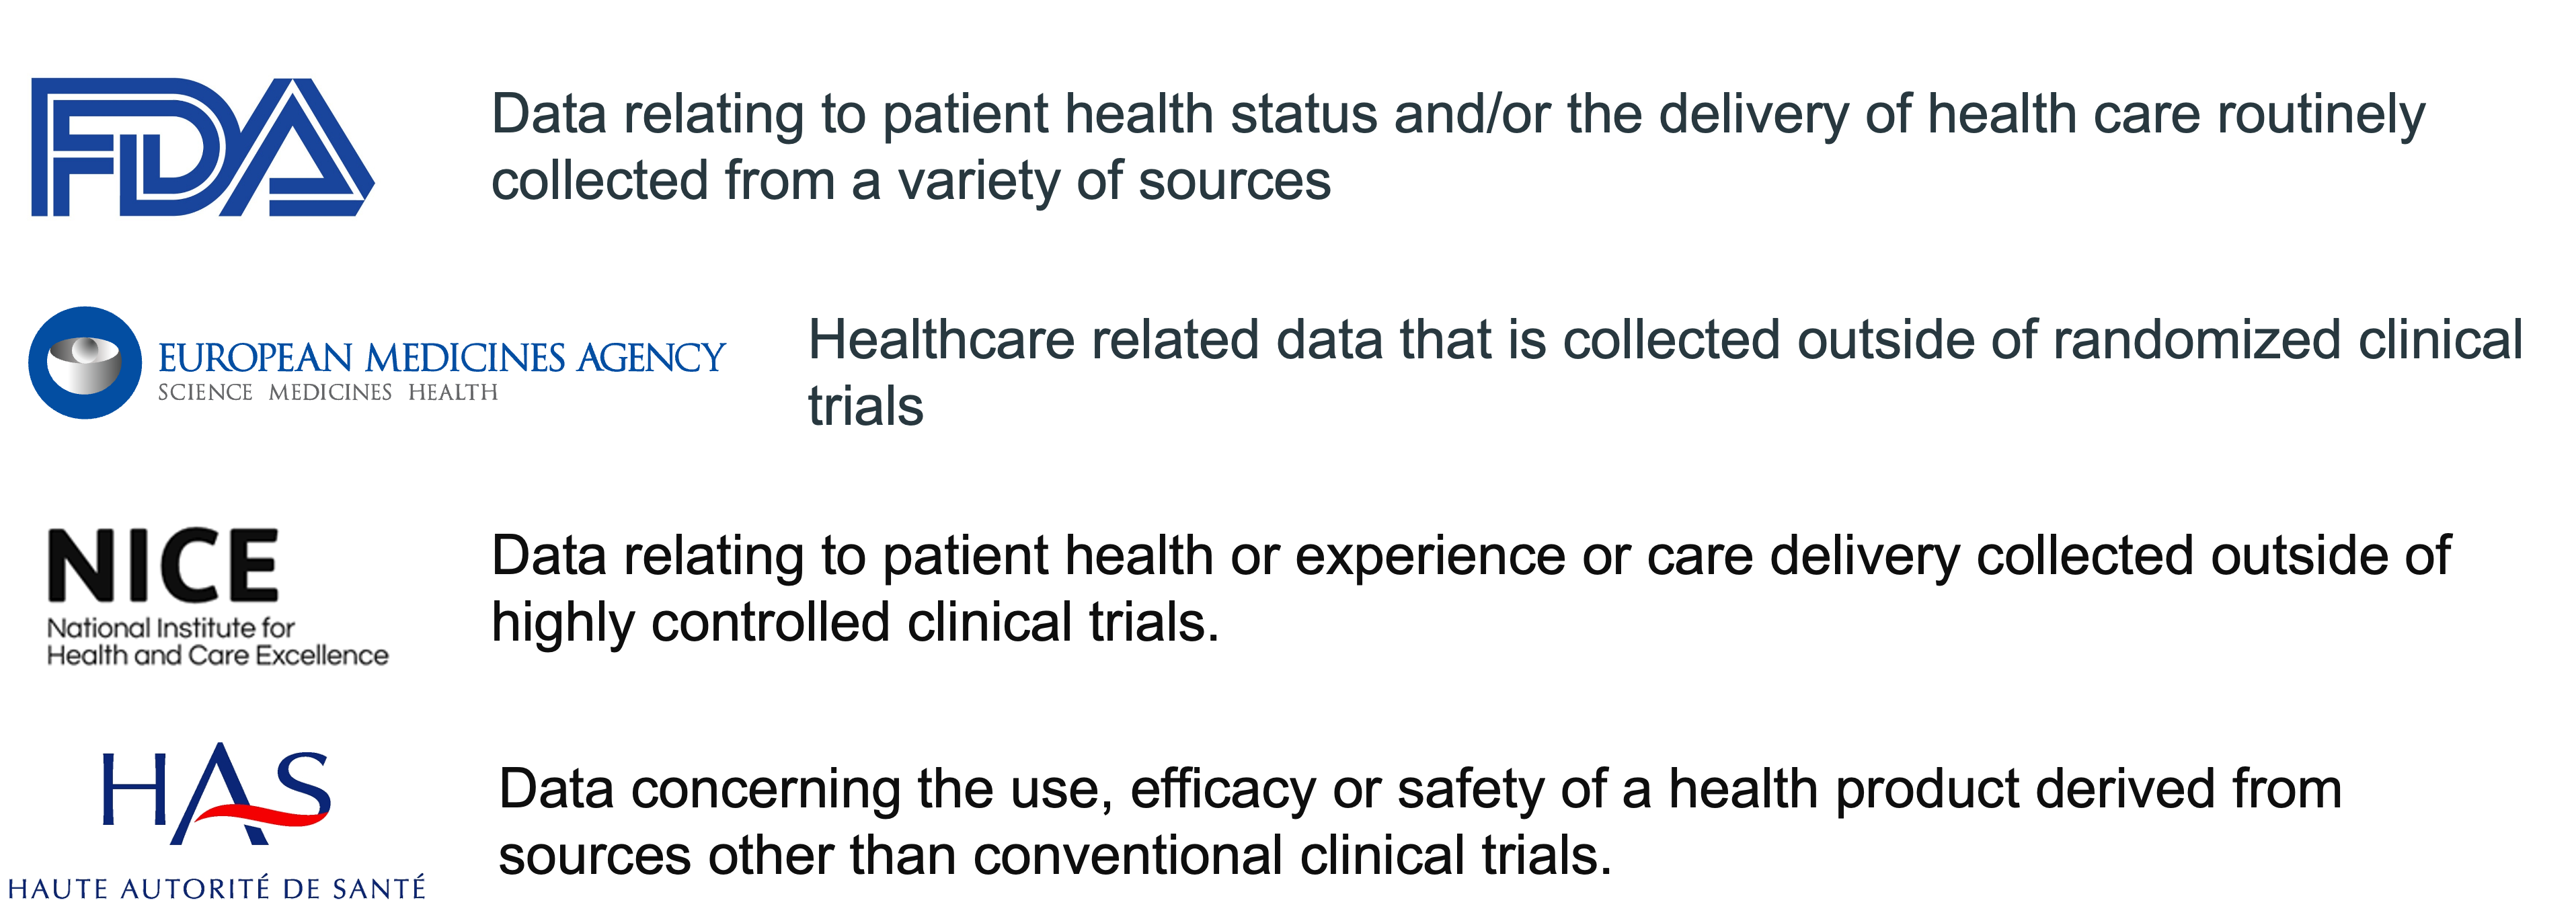 FDA
Data relating to patient health status and/or the delivery of health care routinely
collected from a variety of sources
EUROPEAN MEDICINES AGENCY
SCIENCE MEDICINES HEALTH
Healthcare related data that is collected outside of randomized clinical
trials
NICE
National Institute for
Health and Care Excellence
Data relating to patient health or experience or care delivery collected outside of
highly controlled clinical trials.
HAS
HAUTE AUTORITÉ DE SANTÉ
Data concerning the use, efficacy or safety of a health product derived from
sources other than conventional clinical trials.